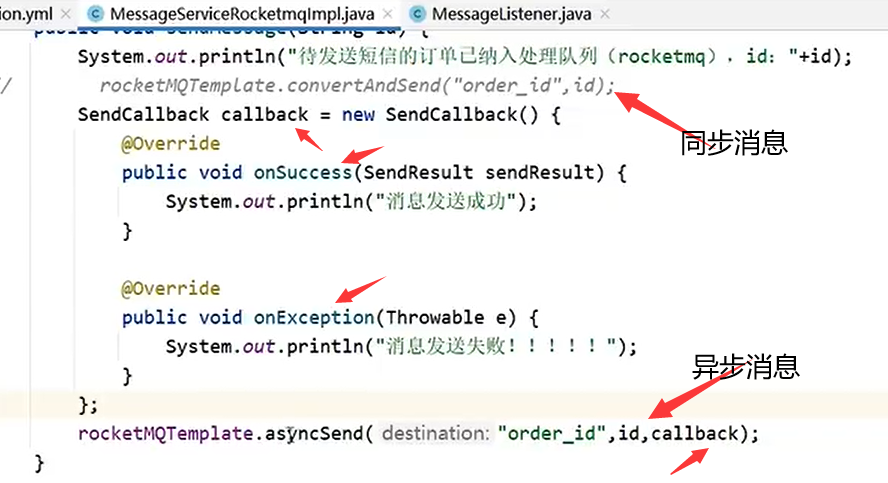 ion.yml × MessageServiceRocketmqImpl.java × MessageListener.java ×
public void sendMessage(String id) {
System.out.println("待发送短信的订单已纳入处理队列（rocketmq），id："+id);
// rocketMQTemplate.convertAndSend("order_id",id);
SendCallback callback = new SendCallback() {
同步消息
@Override
public void onSuccess(SendResult sendResult) {
System.out.println("消息发送成功");
}
@Override
public void onException(Throwable e) {
System.out.println("消息发送失败！！！！！");
}
异步消息
};
rocketMQTemplate.asyncSend( destination: "order_id",id,callback);
}